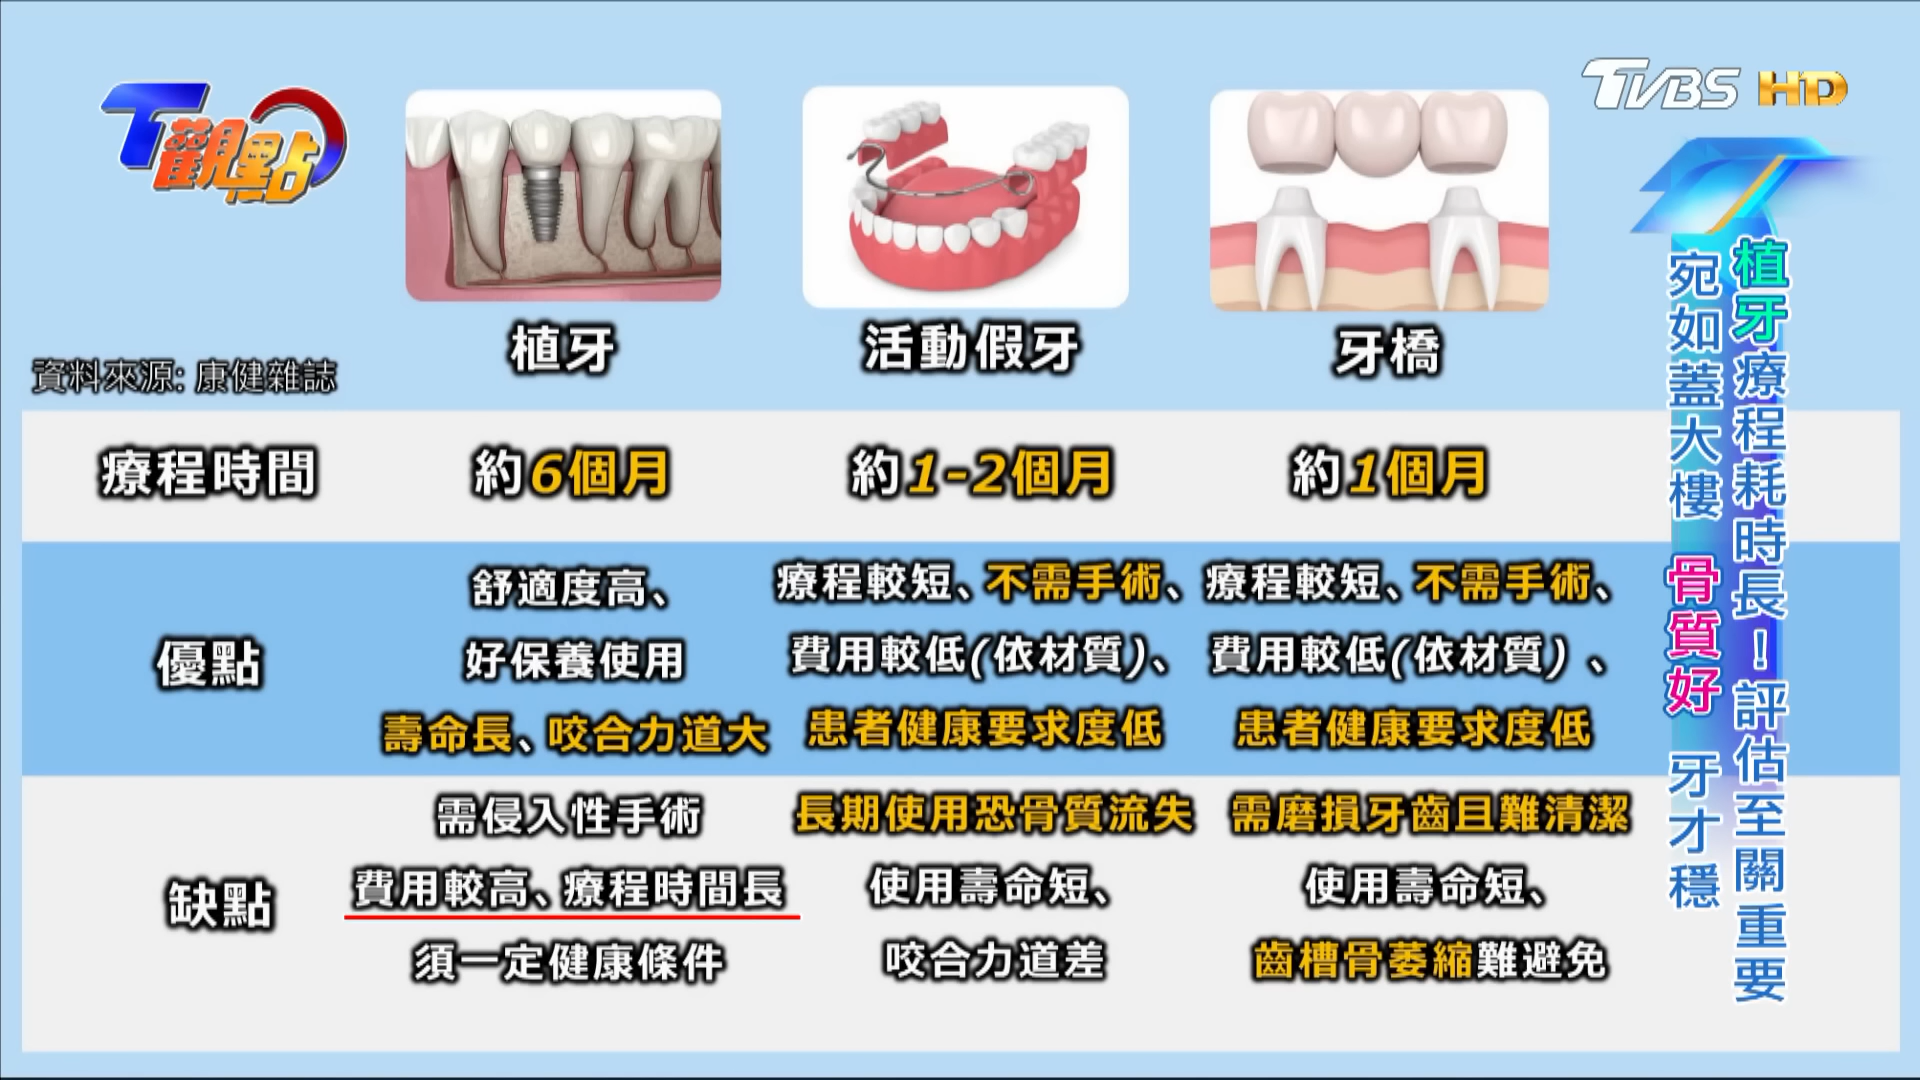 T觀點
TVBS HD
植牙療程耗時長！評估至關重要
宛如蓋大樓 骨質好 牙才穩
植牙
活動假牙
牙橋
資料來源: 康健雜誌
療程時間
約6個月
約1-2個月
約1個月
優點
舒適度高、
好保養使用
壽命長、咬合力道大
療程較短、不需手術、
費用較低(依材質)、
患者健康要求度低
療程較短、不需手術、
費用較低(依材質)、
患者健康要求度低
缺點
需侵入性手術
費用較高、療程時間長
須一定健康條件
長期使用恐骨質流失
使用壽命短、
咬合力道差
需磨損牙齒且難清潔
使用壽命短、
齒槽骨萎縮難避免